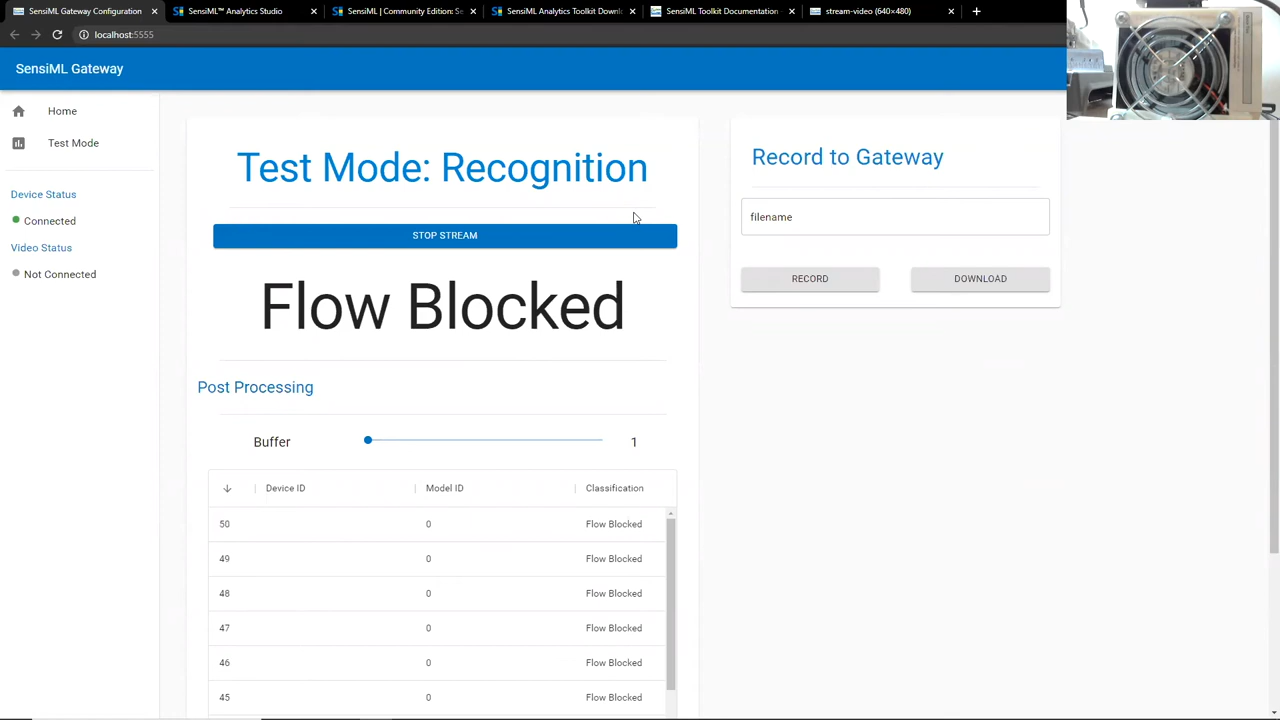 SensiML Gateway Configuration
SensiML™ Analytics Studio
SensiML | Community Edition: Se
SensiML Analytics Toolkit Downl
SensiML Toolkit Documentation
stream-video (640×480)
localhost:5555
SensiML Gateway
Home
Test Mode
Device Status
Connected
Video Status
Not Connected
Test Mode: Recognition
STOP STREAM
Flow Blocked
Post Processing
Buffer 1
Device ID Model ID Classification
50 0 Flow Blocked
49 0 Flow Blocked
48 0 Flow Blocked
47 0 Flow Blocked
46 0 Flow Blocked
45 0 Flow Blocked
Record to Gateway
filename
RECORD DOWNLOAD